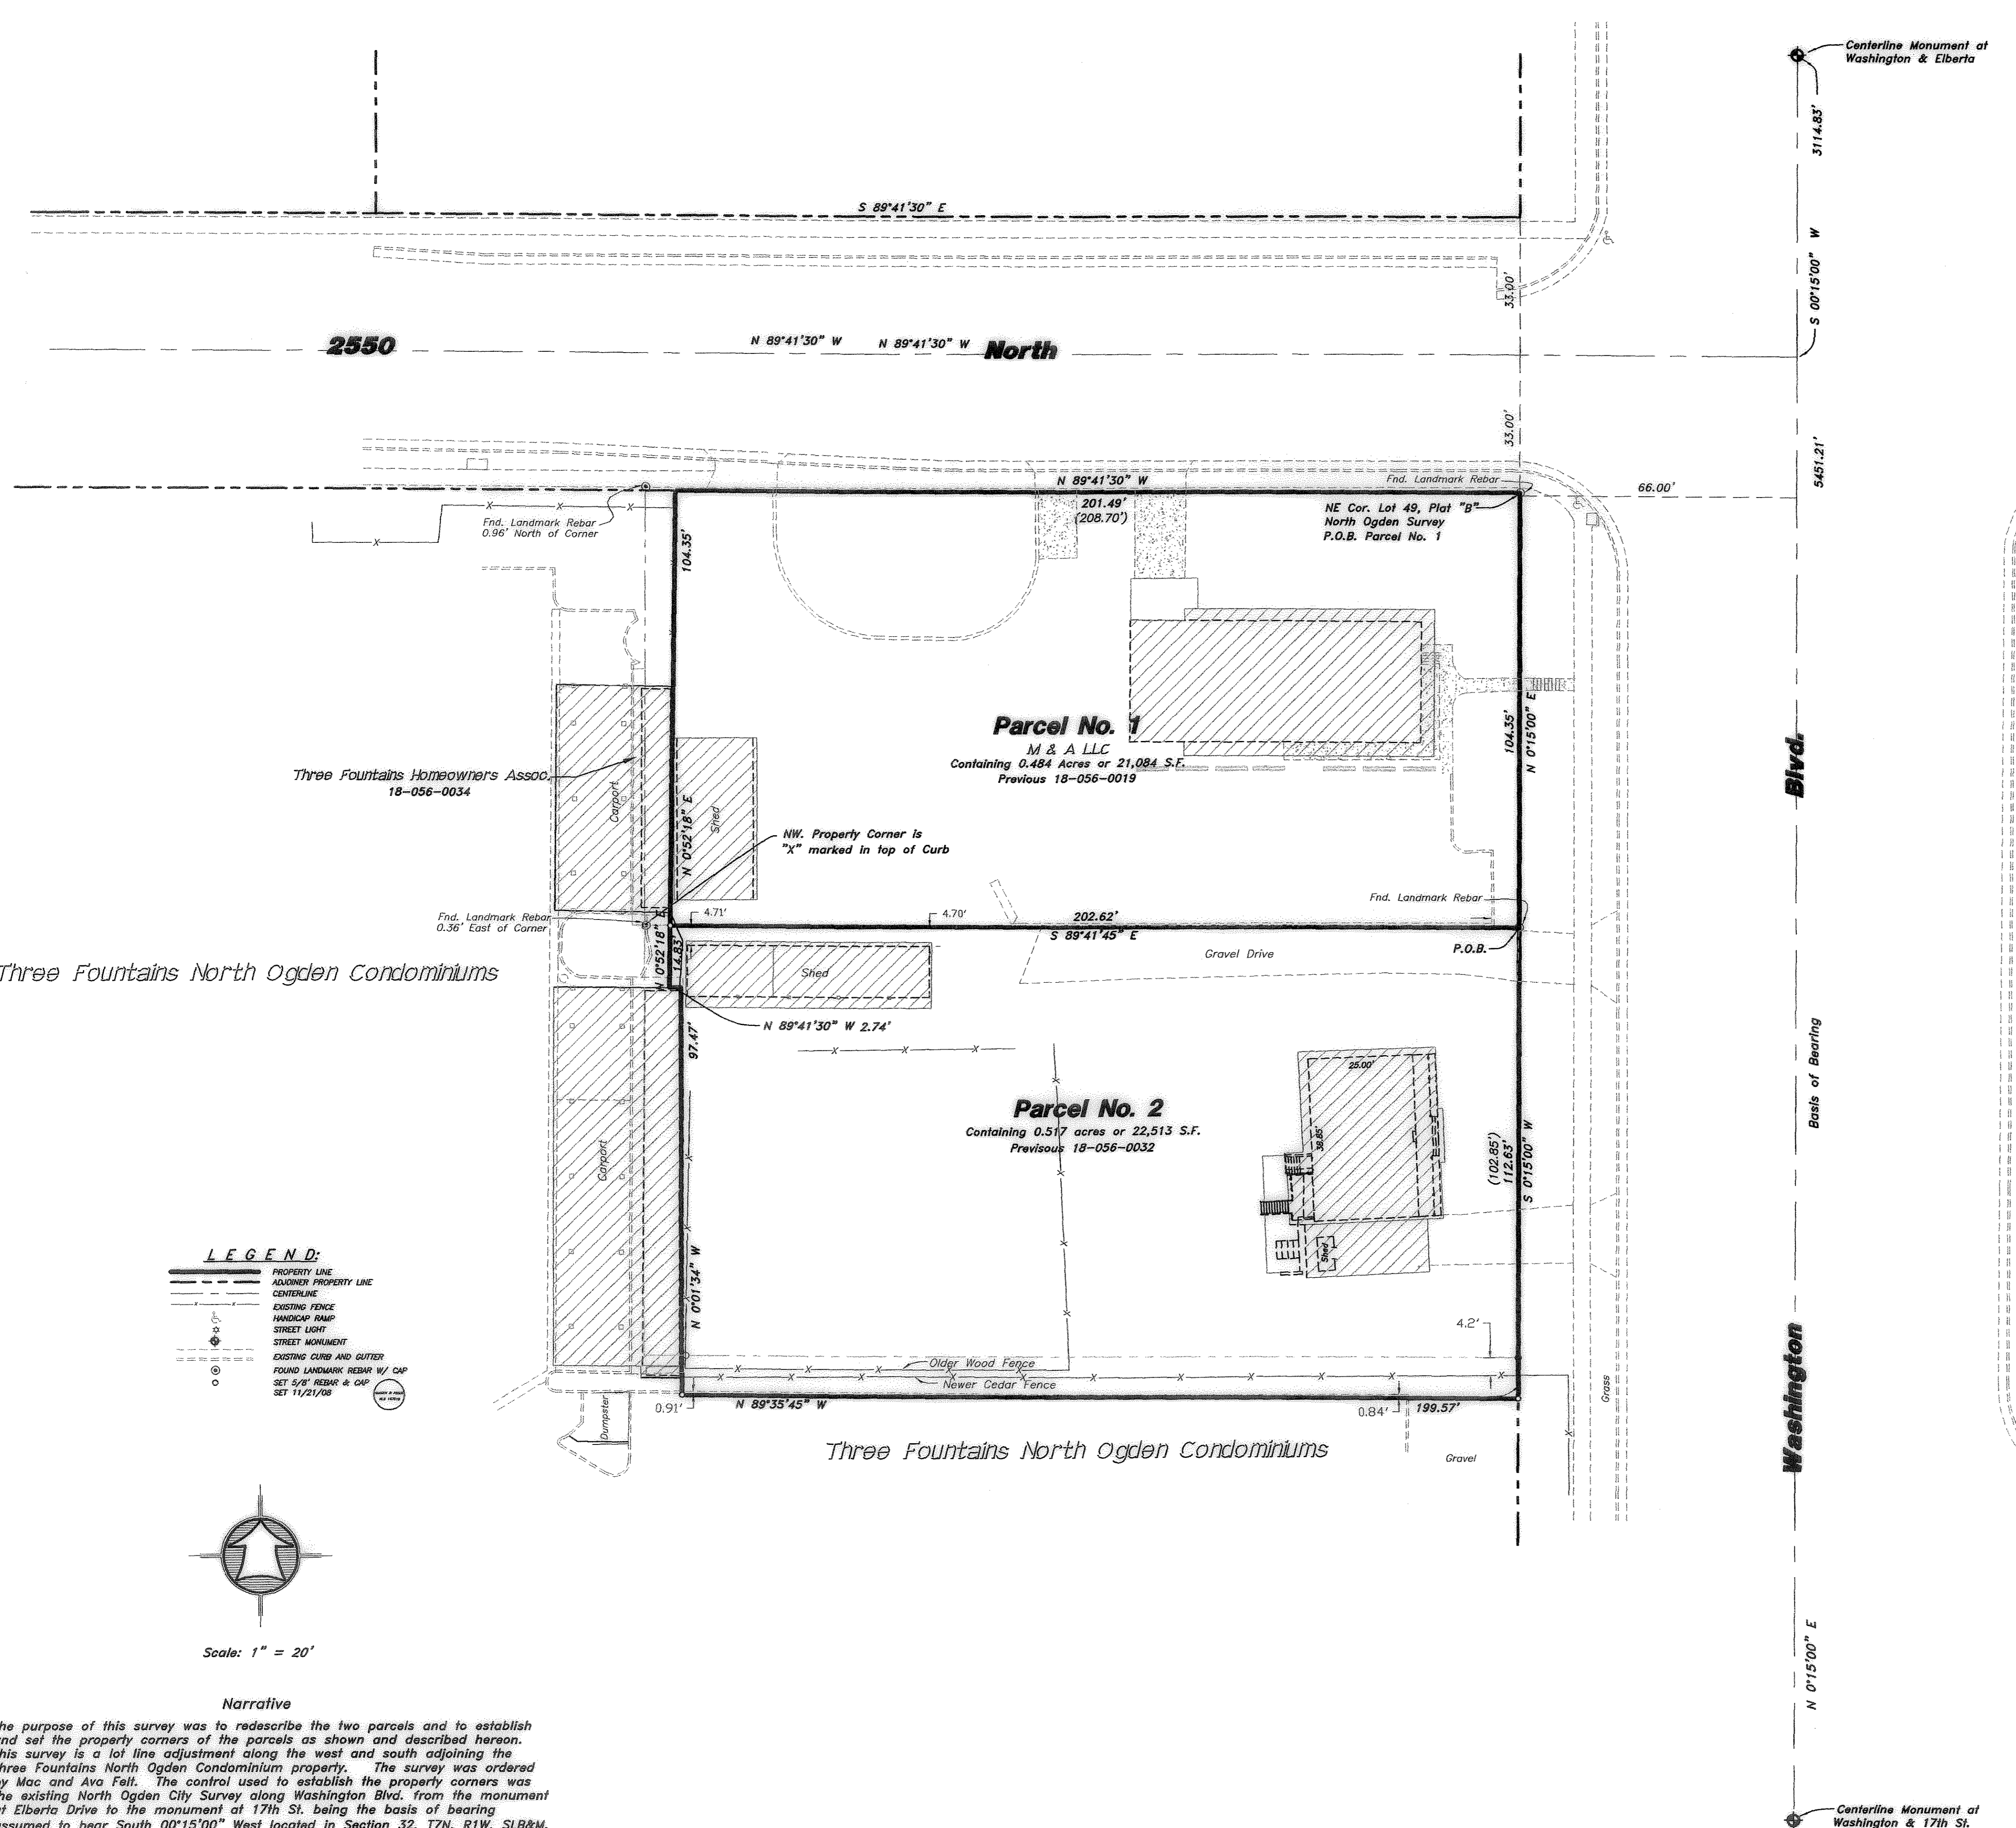 Centerline Monument at
Washington & Elberta
3114.83'
S 89°41'30" E
S 00°15'00" W
33.00'
2550
N 89°41'30" W
N 89°41'30" W
North
33.00'
5451.21'
N 89°41'30" W
Fnd. Landmark Rebar
66.00'
201.49'
(208.70')
NE Cor. Lot 49, Plat "B"
North Ogden Survey
P.O.B. Parcel No. 1
Fnd. Landmark Rebar
0.96' North of Corner
104.35'
Parcel No. 1
M & A LLC
Containing 0.484 Acres or 21,084 S.F.
Previous 18-056-0019
104.35'
N 0°15'00" E
Blvd.
Three Fountains Homeowners Assoc.
18-056-0034
Carport
N 0°52'18" E
Shed
NW. Property Corner is
"X" marked in top of Curb
Fnd. Landmark Rebar
Fnd. Landmark Rebar
0.36' East of Corner
4.71'
4.70'
202.62'
S 89°41'45" E
P.O.B.
N 0°52'18" E
14.83'
Gravel Drive
Three Fountains North Ogden Condominiums
Shed
N 89°41'30" W 2.74'
97.47'
25.00'
38.85'
Basis of Bearing
Parcel No. 2
Containing 0.517 acres or 22,513 S.F.
Previsous 18-056-0032
(102.85')
112.63'
S 0°15'00" W
Carport
Shed
N 0°01'34" W
4.2'
Washington
L E G E N D:
PROPERTY LINE
ADJOINER PROPERTY LINE
CENTERLINE
EXISTING FENCE
HANDICAP RAMP
STREET LIGHT
STREET MONUMENT
EXISTING CURB AND GUTTER
FOUND LANDMARK REBAR W/ CAP
SET 5/8' REBAR & CAP
SET 11/21/08
Older Wood Fence
Newer Cedar Fence
Grass
0.91'
N 89°35'45" W
0.84'
199.57'
Dumpster
Three Fountains North Ogden Condominiums
Gravel
Scale: 1" = 20'
N 0°15'00" E
Narrative
he purpose of this survey was to redescribe the two parcels and to establish
nd set the property corners of the parcels as shown and described hereon.
his survey is a lot line adjustment along the west and south adjoining the
hree Fountains North Ogden Condominium property. The survey was ordered
y Mac and Ava Felt. The control used to establish the property corners was
he existing North Ogden City Survey along Washington Blvd. from the monument
t Elberta Drive to the monument at 17th St. being the basis of bearing
ssumed to bear South 00°15'00" West located in Section 32, T7N, R1W, SLB&M.
Centerline Monument at
Washington & 17th St.